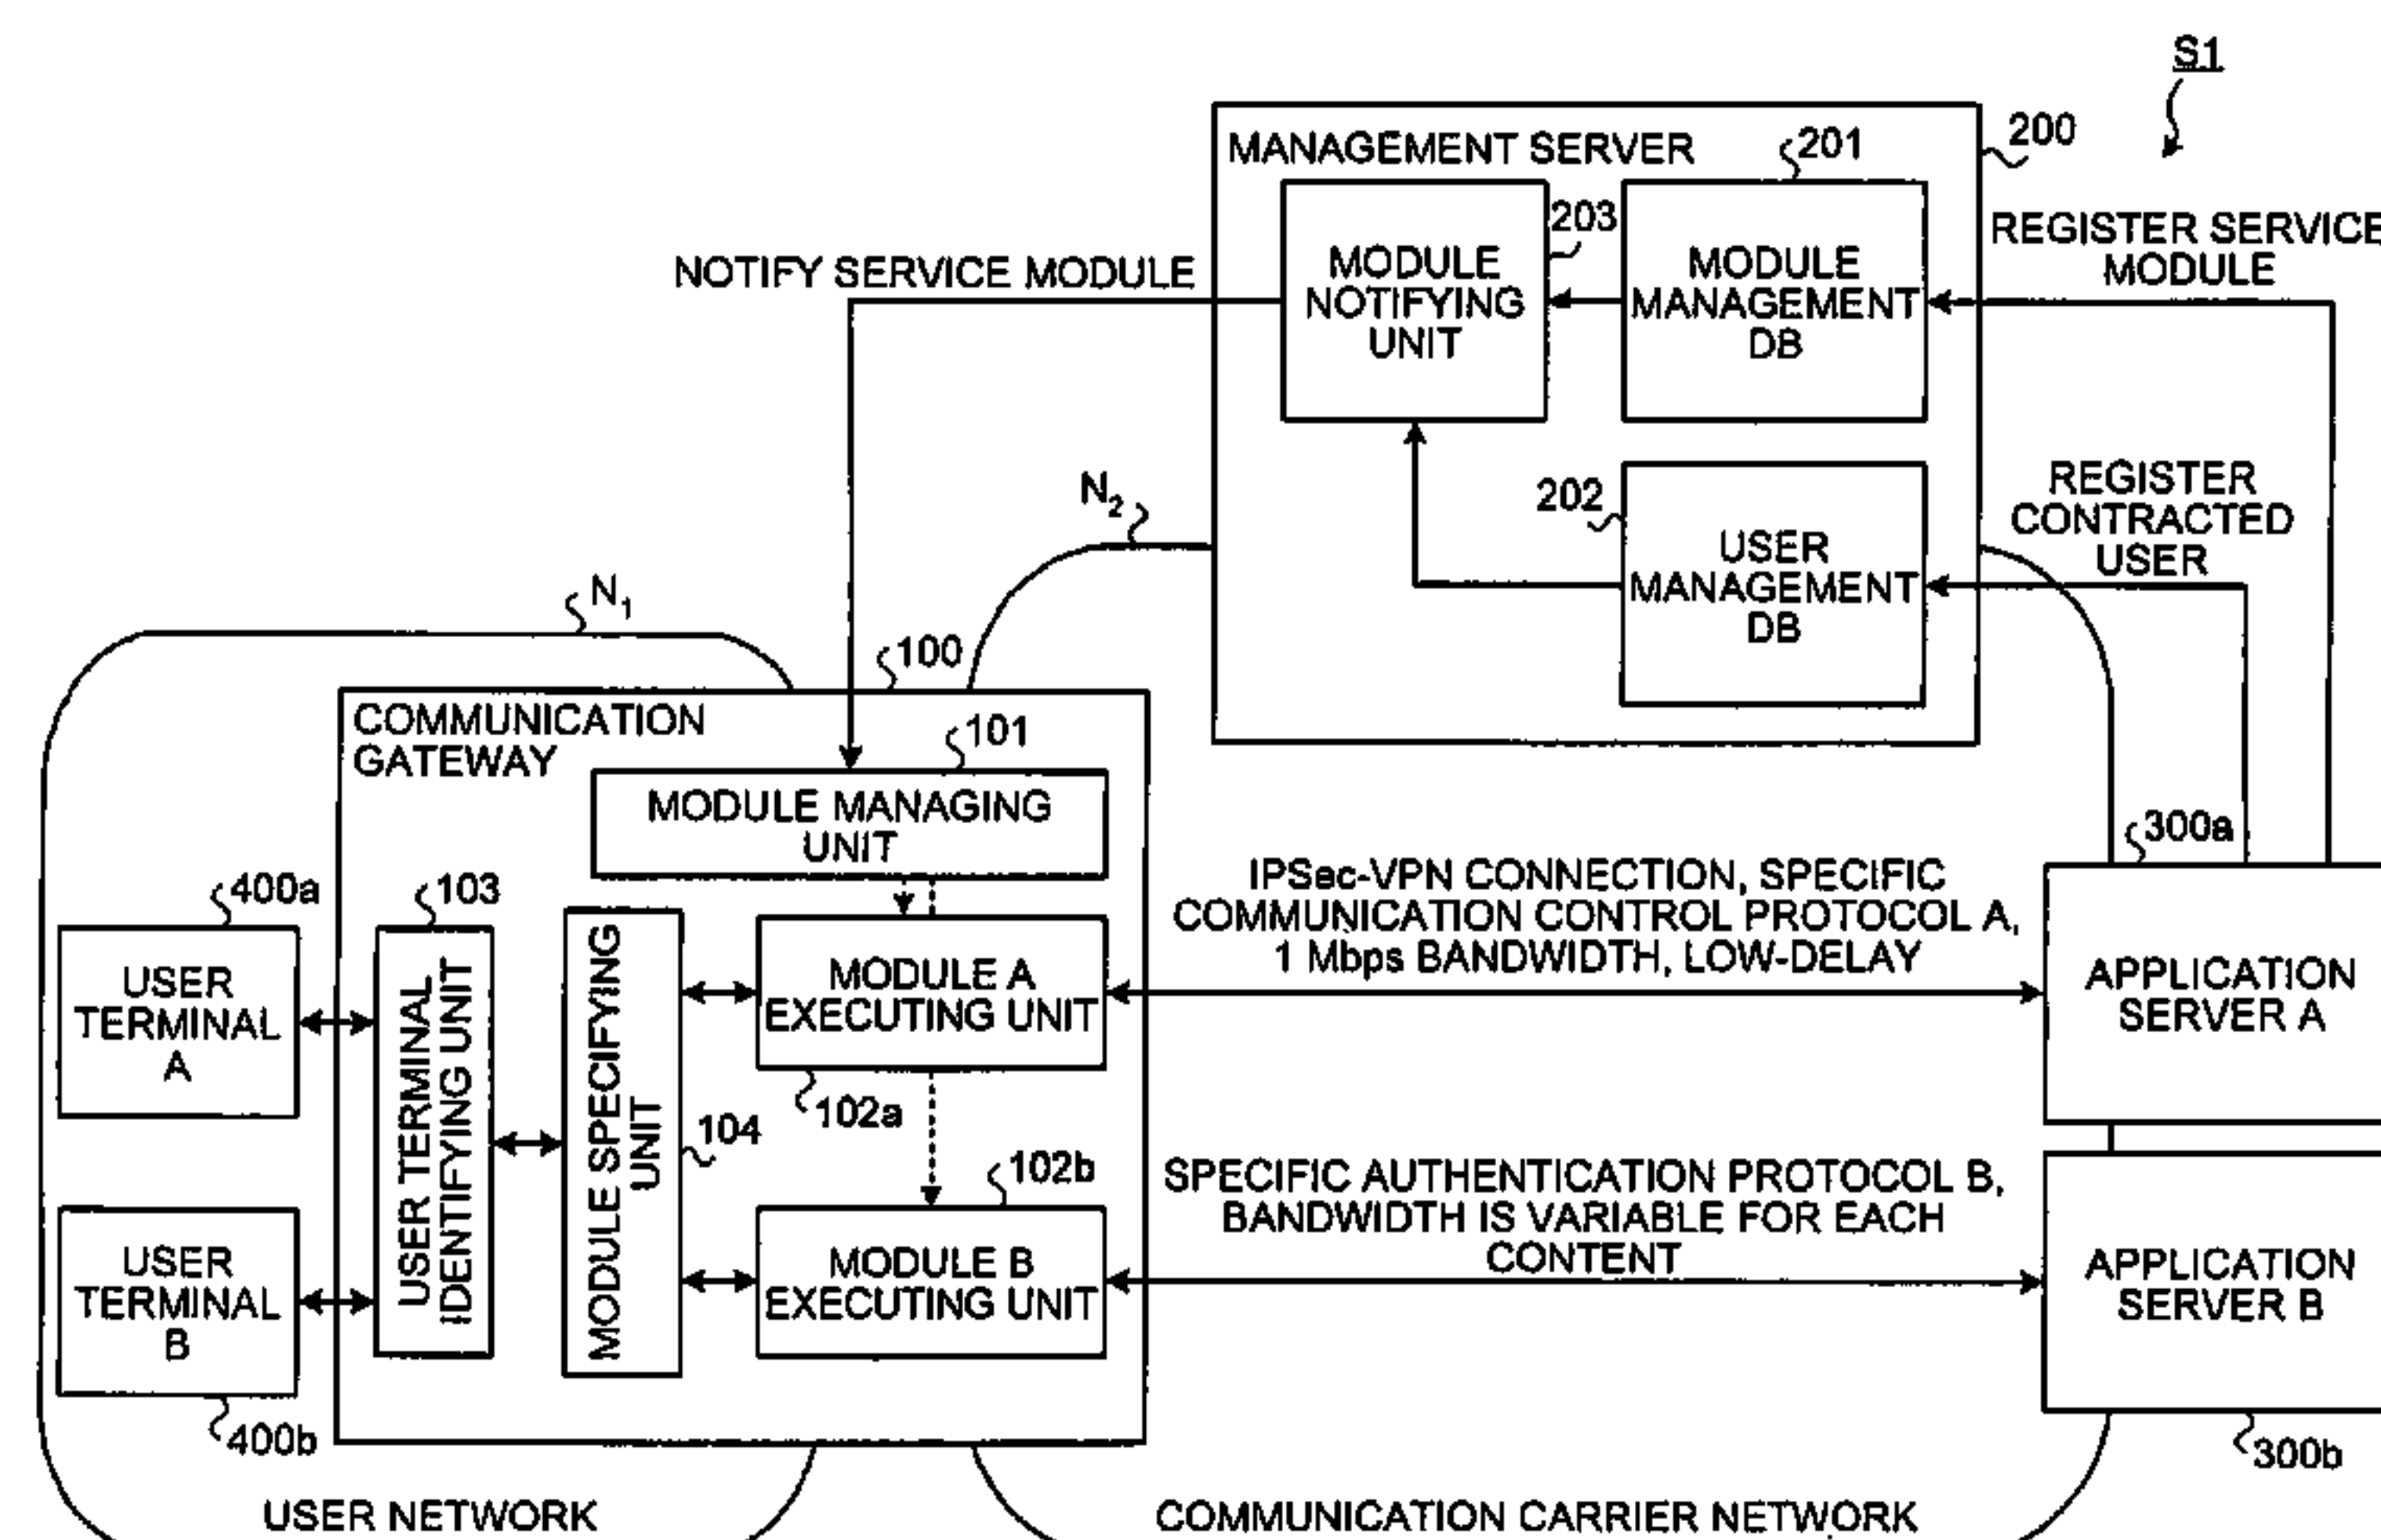 S1
MANAGEMENT SERVER
201
200
203
MODULE
NOTIFYING
UNIT
MODULE
MANAGEMENT
DB
REGISTER SERVICE
MODULE
NOTIFY SERVICE MODULE
202
USER
MANAGEMENT
DB
REGISTER
CONTRACTED
USER
N2
N1
100
COMMUNICATION
GATEWAY
101
MODULE MANAGING
UNIT
400a
USER
TERMINAL
A
103
USER TERMINAL
IDENTIFYING UNIT
MODULE SPECIFYING
UNIT
104
MODULE A
EXECUTING UNIT
102a
IPSec-VPN CONNECTION, SPECIFIC
COMMUNICATION CONTROL PROTOCOL A,
1 Mbps BANDWIDTH, LOW-DELAY
300a
APPLICATION
SERVER A
USER
TERMINAL
B
400b
102b
MODULE B
EXECUTING UNIT
SPECIFIC AUTHENTICATION PROTOCOL B,
BANDWIDTH IS VARIABLE FOR EACH
CONTENT
APPLICATION
SERVER B
300b
USER NETWORK
COMMUNICATION CARRIER NETWORK